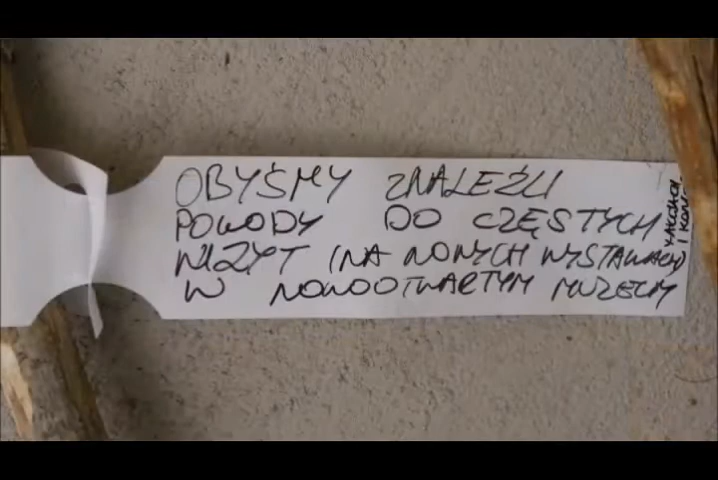 OBYŚMY ZNALEŹLI
POWODY DO CZĘSTYCH
WIZYT (NA NOWYCH WYSTAWACH)
W NOWOOTWARTYM MUZEUM